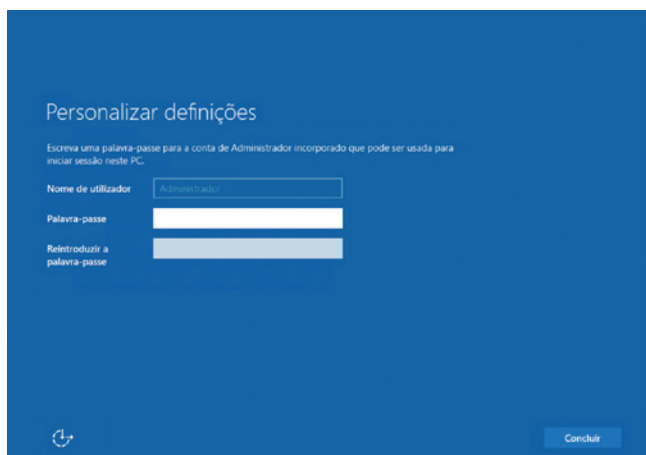 Personalizar definições
Escreva uma palavra-passe para a conta de Administrador incorporado que pode ser usada para
iniciar sessão neste PC.
Nome de utilizador
Administrador
Palavra-passe
Reintroduzir a
palavra-passe
Concluir